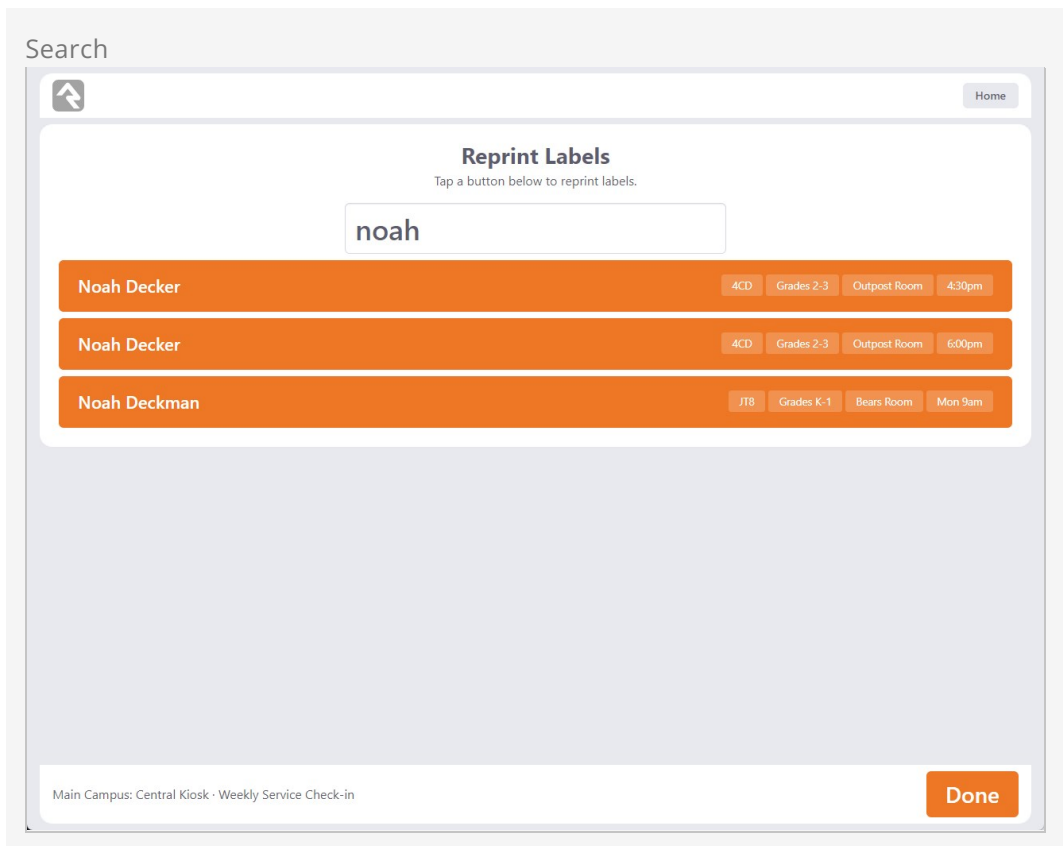 Search
Home
Reprint Labels
Tap a button below to reprint labels.
noah
Noah Decker 4CD Grades 2-3 Outpost Room 4:30pm
Noah Decker 4CD Grades 2-3 Outpost Room 6:00pm
Noah Deckman JT8 Grades K-1 Bears Room Mon 9am
Main Campus: Central Kiosk · Weekly Service Check-in Done